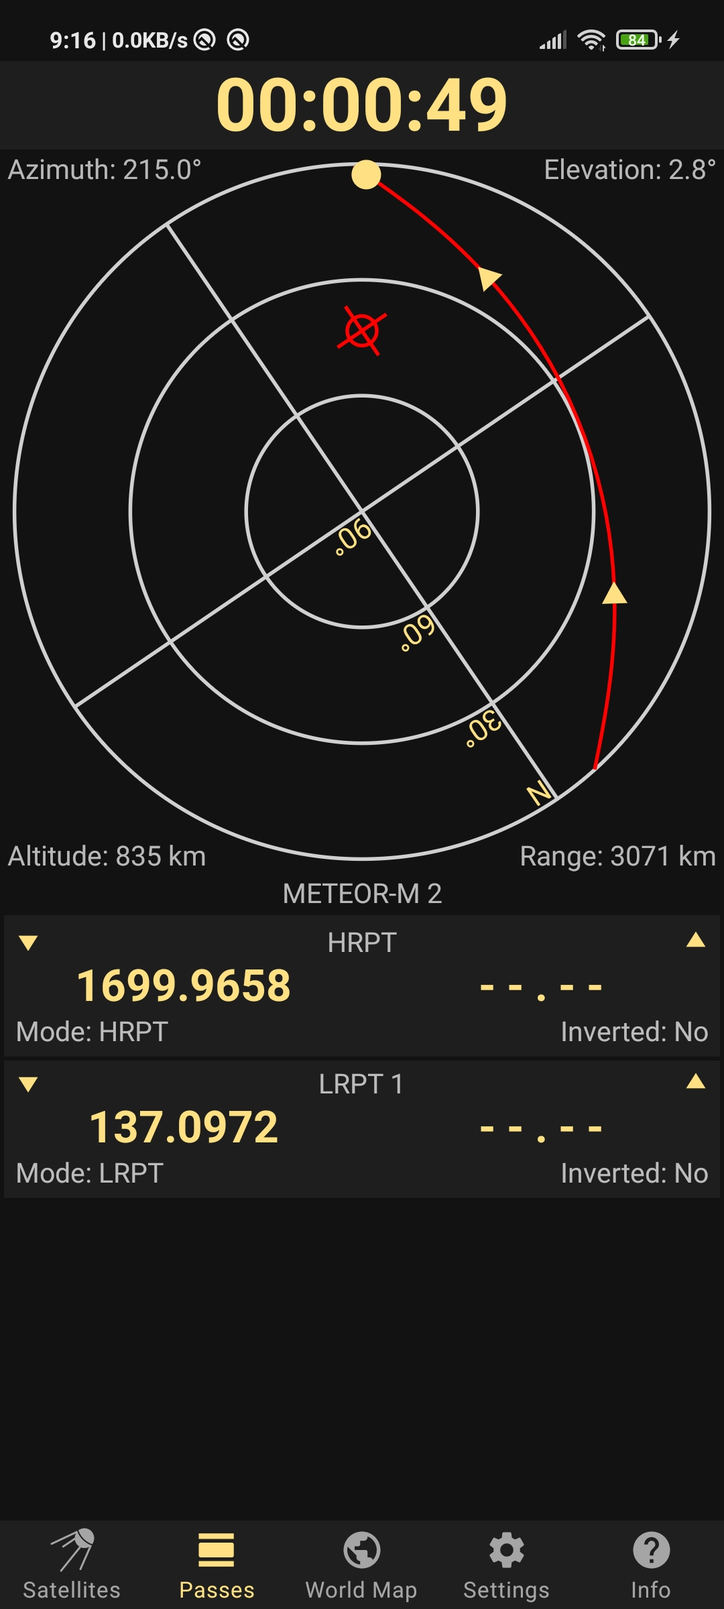 9:16 | 0.0KB/s
84
00:00:49
Azimuth: 215.0°
Elevation: 2.8°
90°
60°
30°
N
Altitude: 835 km
Range: 3071 km
METEOR-M 2
HRPT
1699.9658
--.--
Mode: HRPT
Inverted: No
LRPT 1
137.0972
--.--
Mode: LRPT
Inverted: No
Satellites
Passes
World Map
Settings
Info